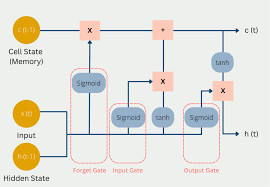 c (t-1)
X
+
c (t)
Cell State
(Memory)
tanh
Sigmoid
X
X
x (t)
Sigmoid
tanh
Sigmoid
Input
h (t)
h (t-1)
Forget Gate
Input Gate
Output Gate
Hidden State